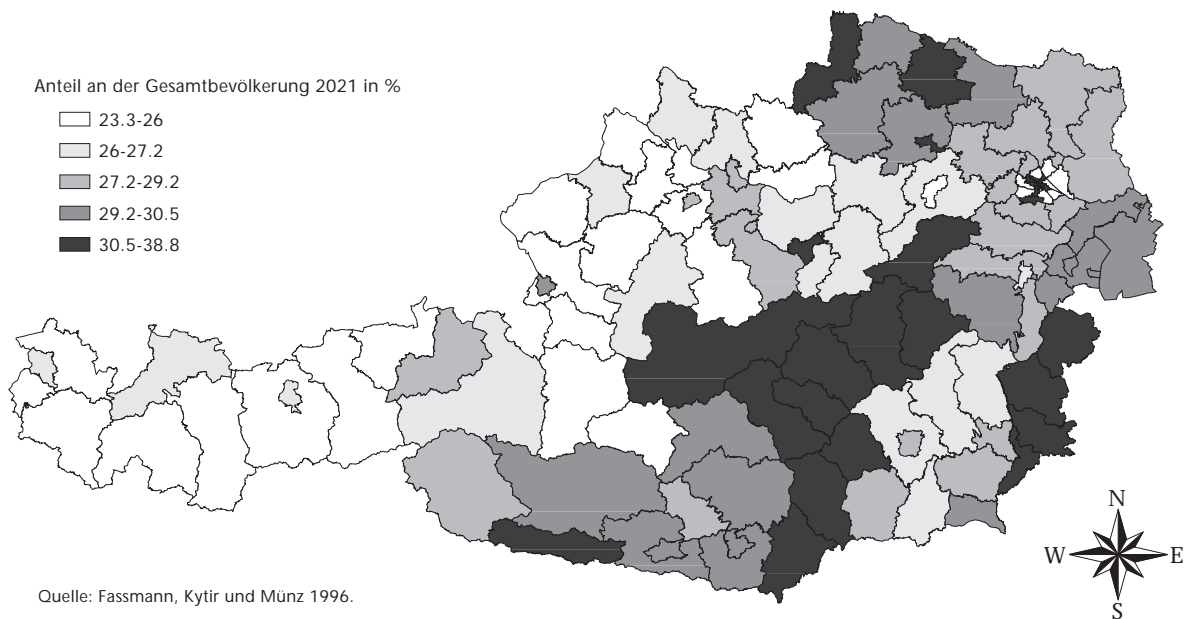 Anteil an der Gesamtbevölkerung 2021 in %
23.3-26
26-27.2
27.2-29.2
29.2-30.5
30.5-38.8
N
W E
S
Quelle: Fassmann, Kytir und Münz 1996.